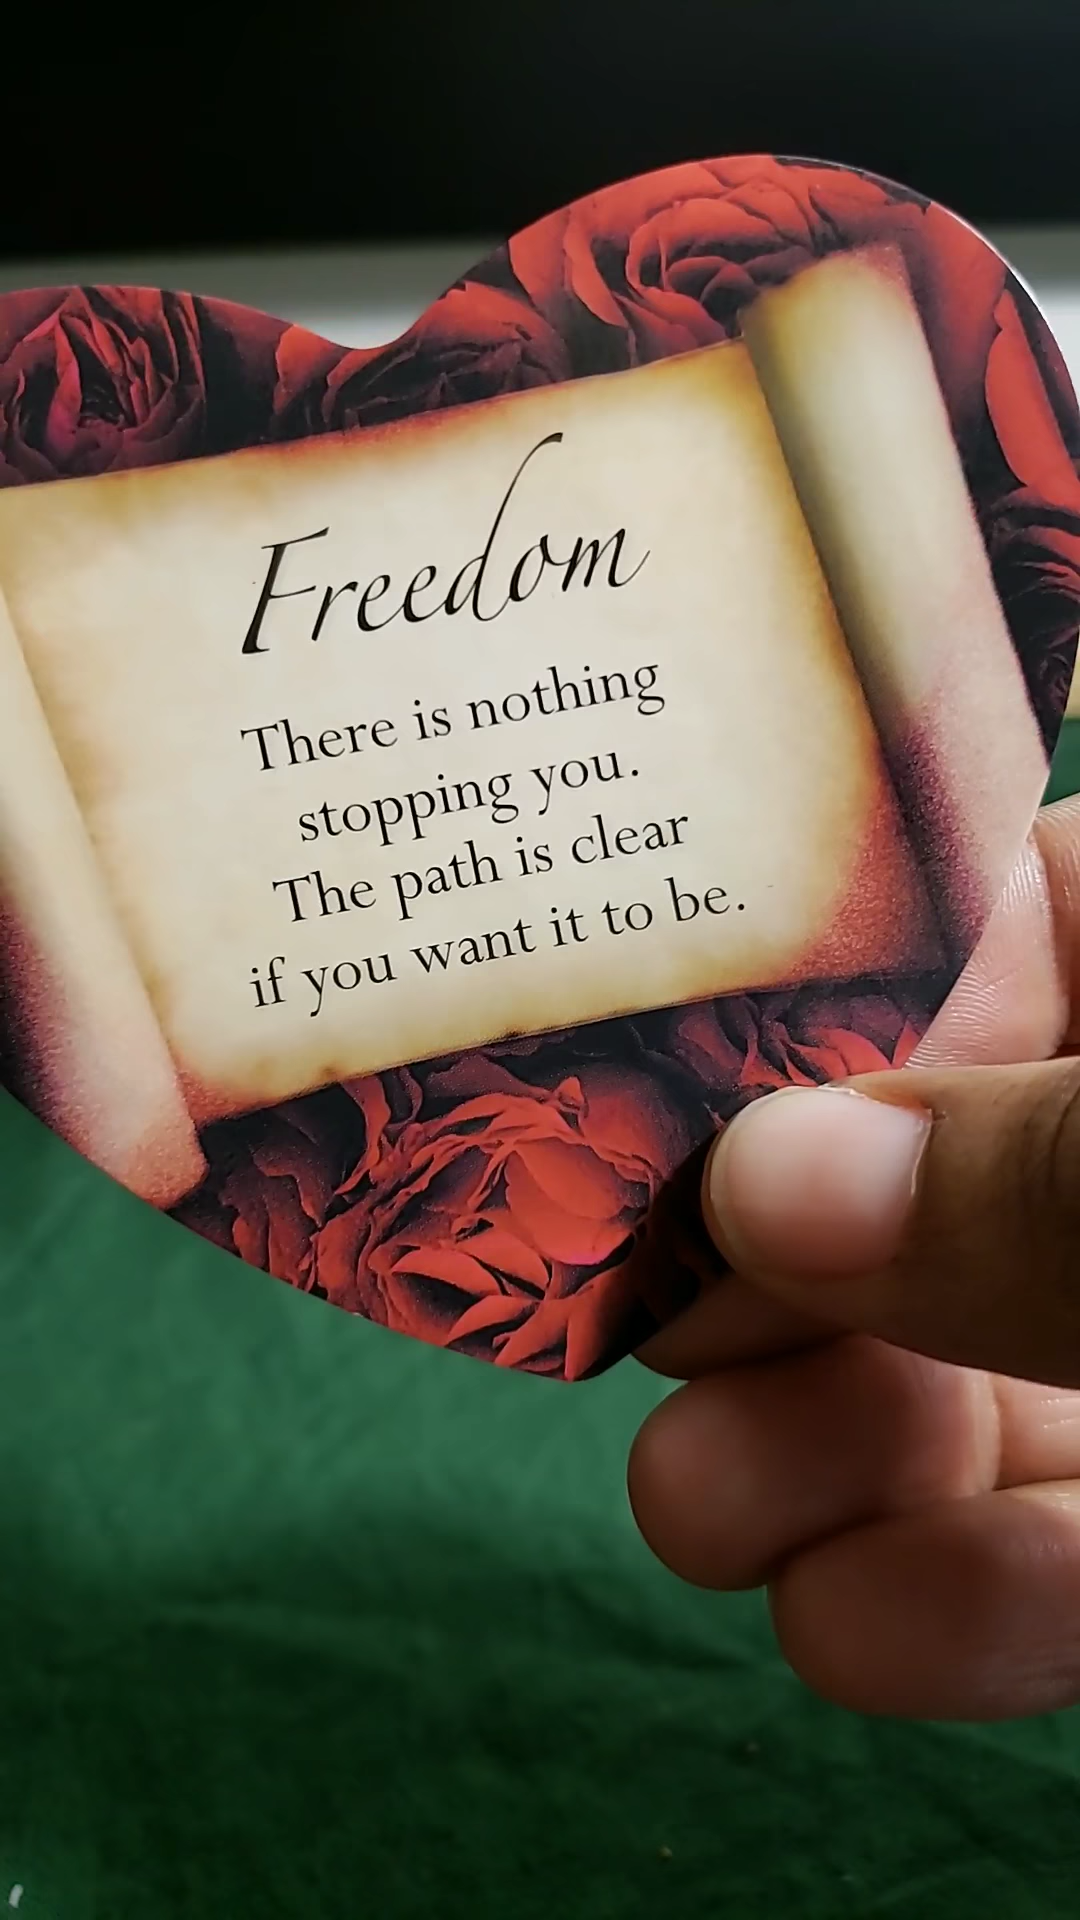 Freedom
There is nothing
stopping you.
The path is clear
if you want it to be.